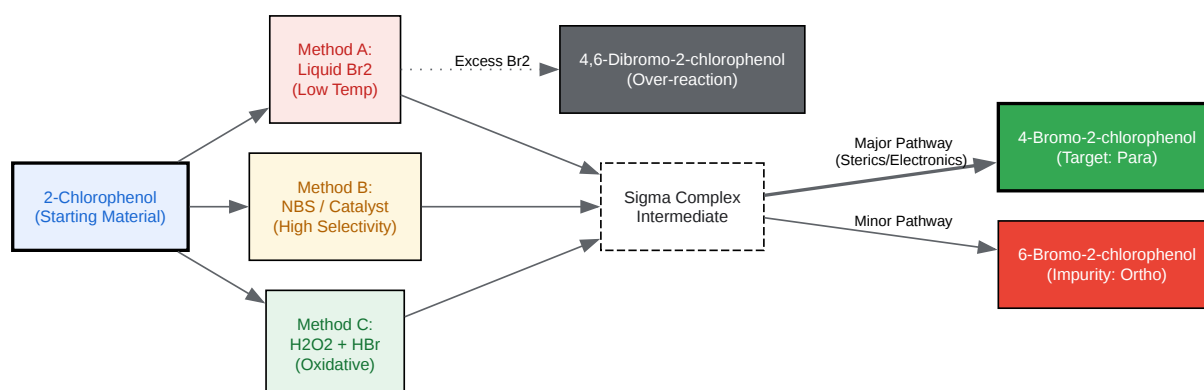 2-Chlorophenol
(Starting Material)
Method A:
Liquid Br2
(Low Temp)
Method B:
NBS / Catalyst
(High Selectivity)
Method C:
H2O2 + HBr
(Oxidative)
Excess Br2
4,6-Dibromo-2-chlorophenol
(Over-reaction)
Sigma Complex
Intermediate
Major Pathway
(Sterics/Electronics)
Minor Pathway
4-Bromo-2-chlorophenol
(Target: Para)
6-Bromo-2-chlorophenol
(Impurity: Ortho)